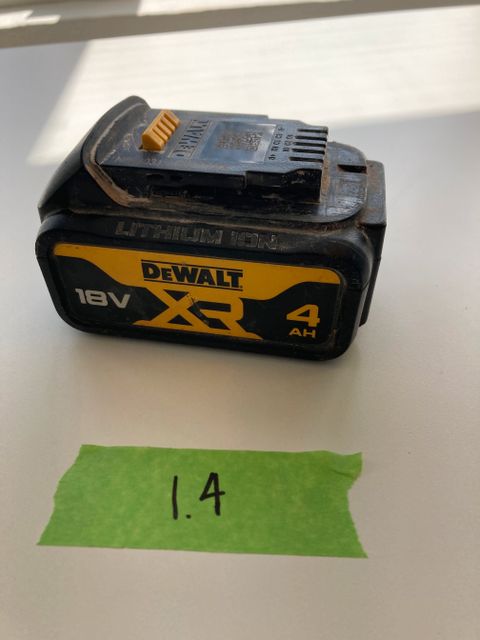 DEWALT
LITHIUM ION
DEWALT
18V
XR
4
AH
1.4